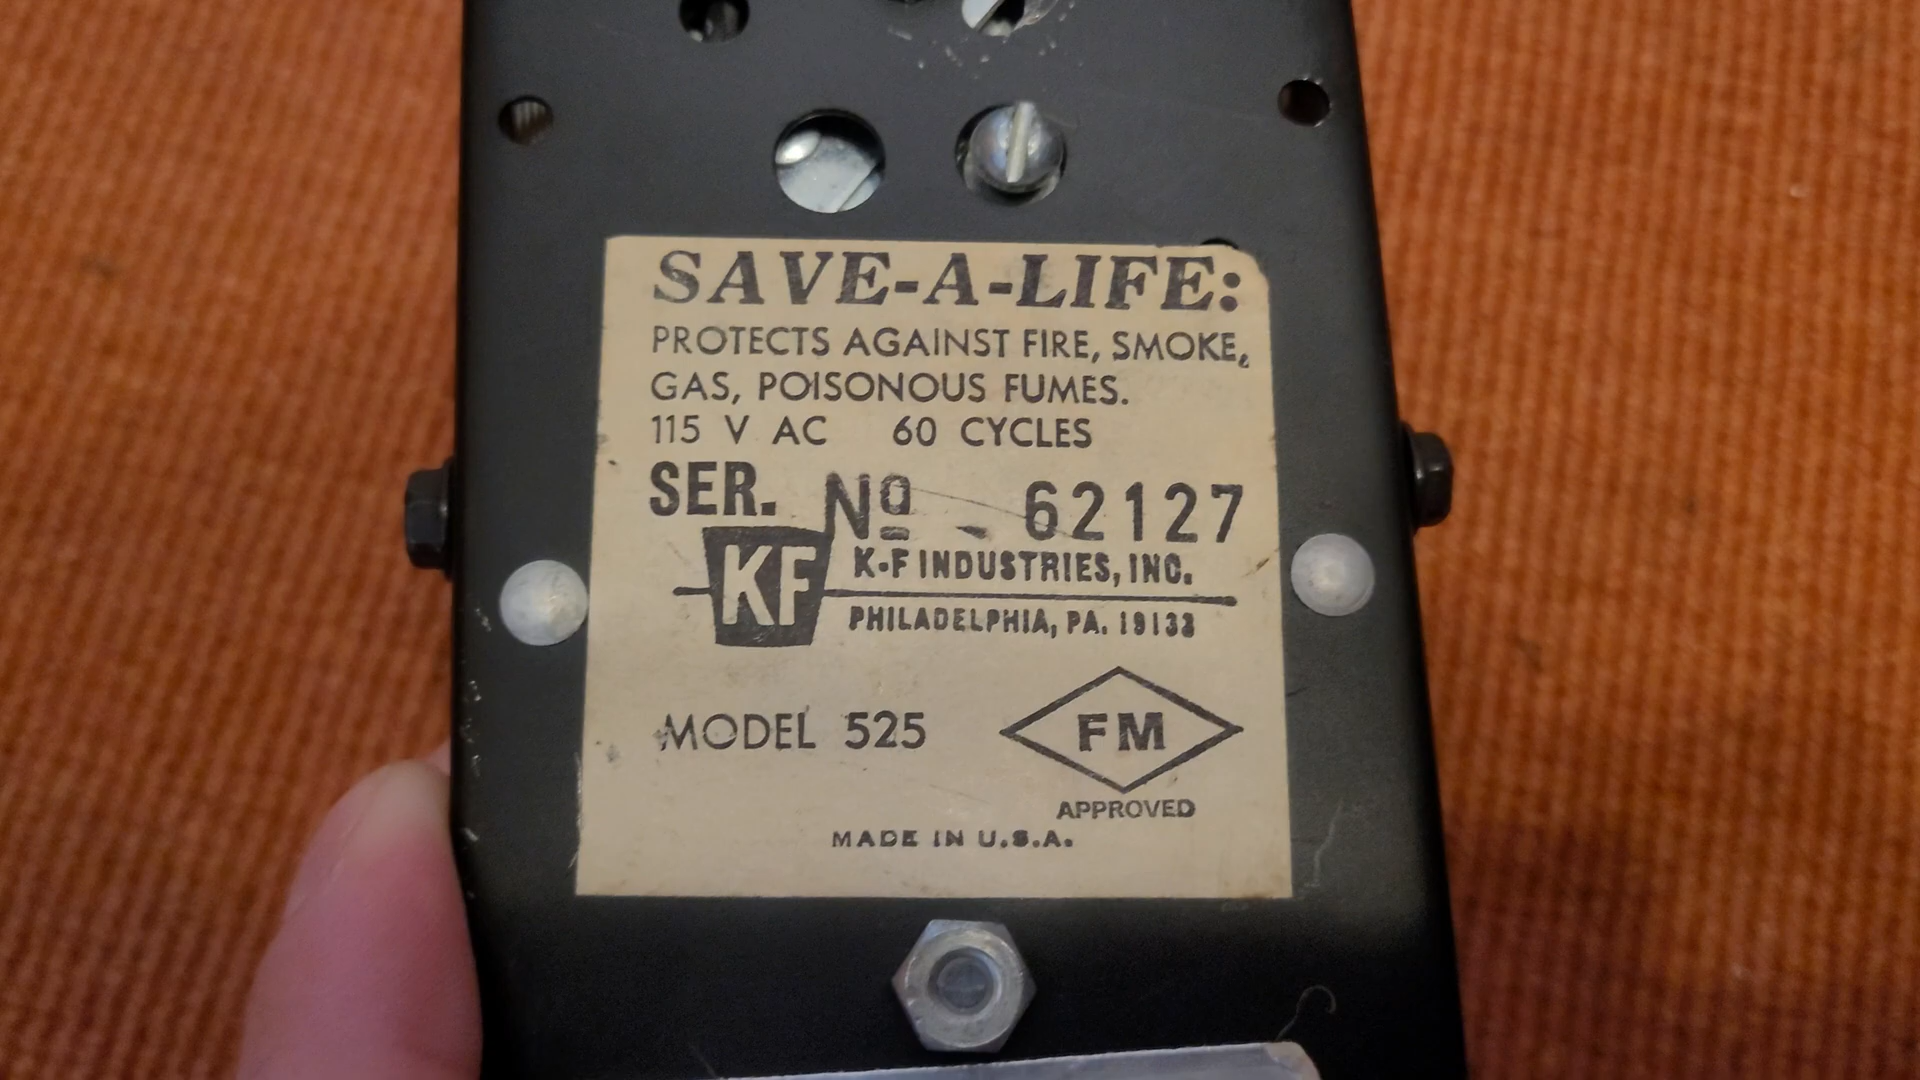 SAVE-A-LIFE:
PROTECTS AGAINST FIRE, SMOKE,
GAS, POISONOUS FUMES.
115 V AC 60 CYCLES
SER. Nº - 62127
KF K-F INDUSTRIES, INC.
PHILADELPHIA, PA. 19133
MODEL 525
FM
APPROVED
MADE IN U.S.A.